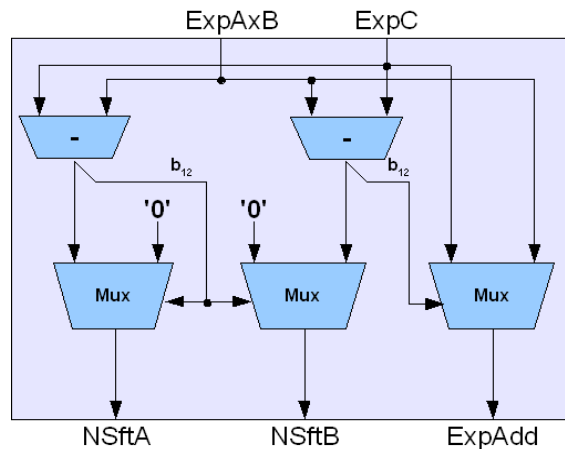 ExpAxB ExpC
- -
b12 b12
'0' '0'
Mux Mux Mux
NSftA NSftB ExpAdd